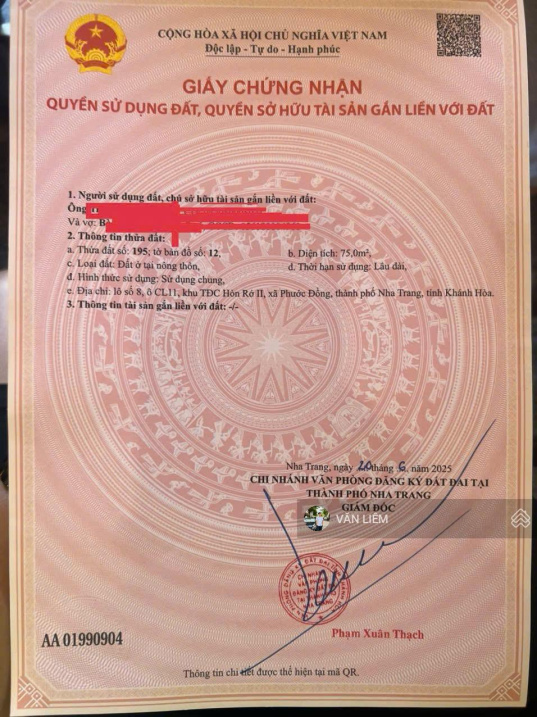 CỘNG HÒA XÃ HỘI CHỦ NGHĨA VIỆT NAM
Độc lập - Tự do - Hạnh phúc
GIẤY CHỨNG NHẬN
QUYỀN SỬ DỤNG ĐẤT, QUYỀN SỞ HỮU TÀI SẢN GẮN LIỀN VỚI ĐẤT
1. Người sử dụng đất, chủ sở hữu tài sản gắn liền với đất:
Ông
Và vợ: B
2. Thông tin thửa đất:
a. Thửa đất số: 195; tờ bản đồ số: 12, b. Diện tích: 75,0m²,
c. Loại đất: Đất ở tại nông thôn, d. Thời hạn sử dụng: Lâu dài,
đ. Hình thức sử dụng: Sử dụng chung,
e. Địa chỉ: lô số 8, ô CL11, khu TĐC Hòn Rớ II, xã Phước Đồng, thành phố Nha Trang, tỉnh Khánh Hòa.
3. Thông tin tài sản gắn liền với đất: -/-
Nha Trang, ngày 20 tháng 6 năm 2025
CHI NHÁNH VĂN PHÒNG ĐĂNG KÝ ĐẤT ĐAI TẠI
THÀNH PHỐ NHA TRANG
GIÁM ĐỐC
VĂN LIÊM
Phạm Xuân Thạch
AA 01990904
Thông tin chi tiết được thể hiện tại mã QR.